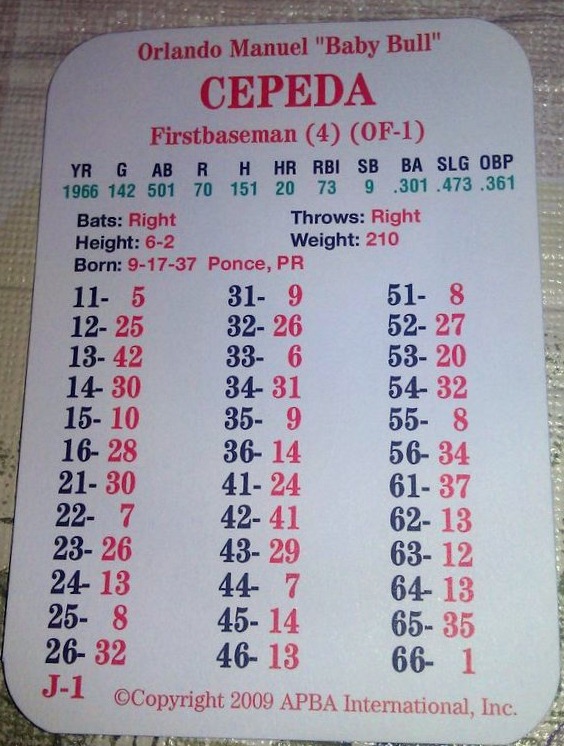 Orlando Manuel "Baby Bull"
CEPEDA
Firstbaseman (4) (OF-1)
YR G AB R H HR RBI SB BA SLG OBP
1966 142 501 70 151 20 73 9 .301 .473 .361
Bats: Right Throws: Right
Height: 6-2 Weight: 210
Born: 9-17-37 Ponce, PR
11- 5 31- 9 51- 8
12- 25 32- 26 52- 27
13- 42 33- 6 53- 20
14- 30 34- 31 54- 32
15- 10 35- 9 55- 8
16- 28 36- 14 56- 34
21- 30 41- 24 61- 37
22- 7 42- 41 62- 13
23- 26 43- 29 63- 12
24- 13 44- 7 64- 13
25- 8 45- 14 65- 35
26- 32 46- 13 66- 1
J-1 ©Copyright 2009 APBA International, Inc.